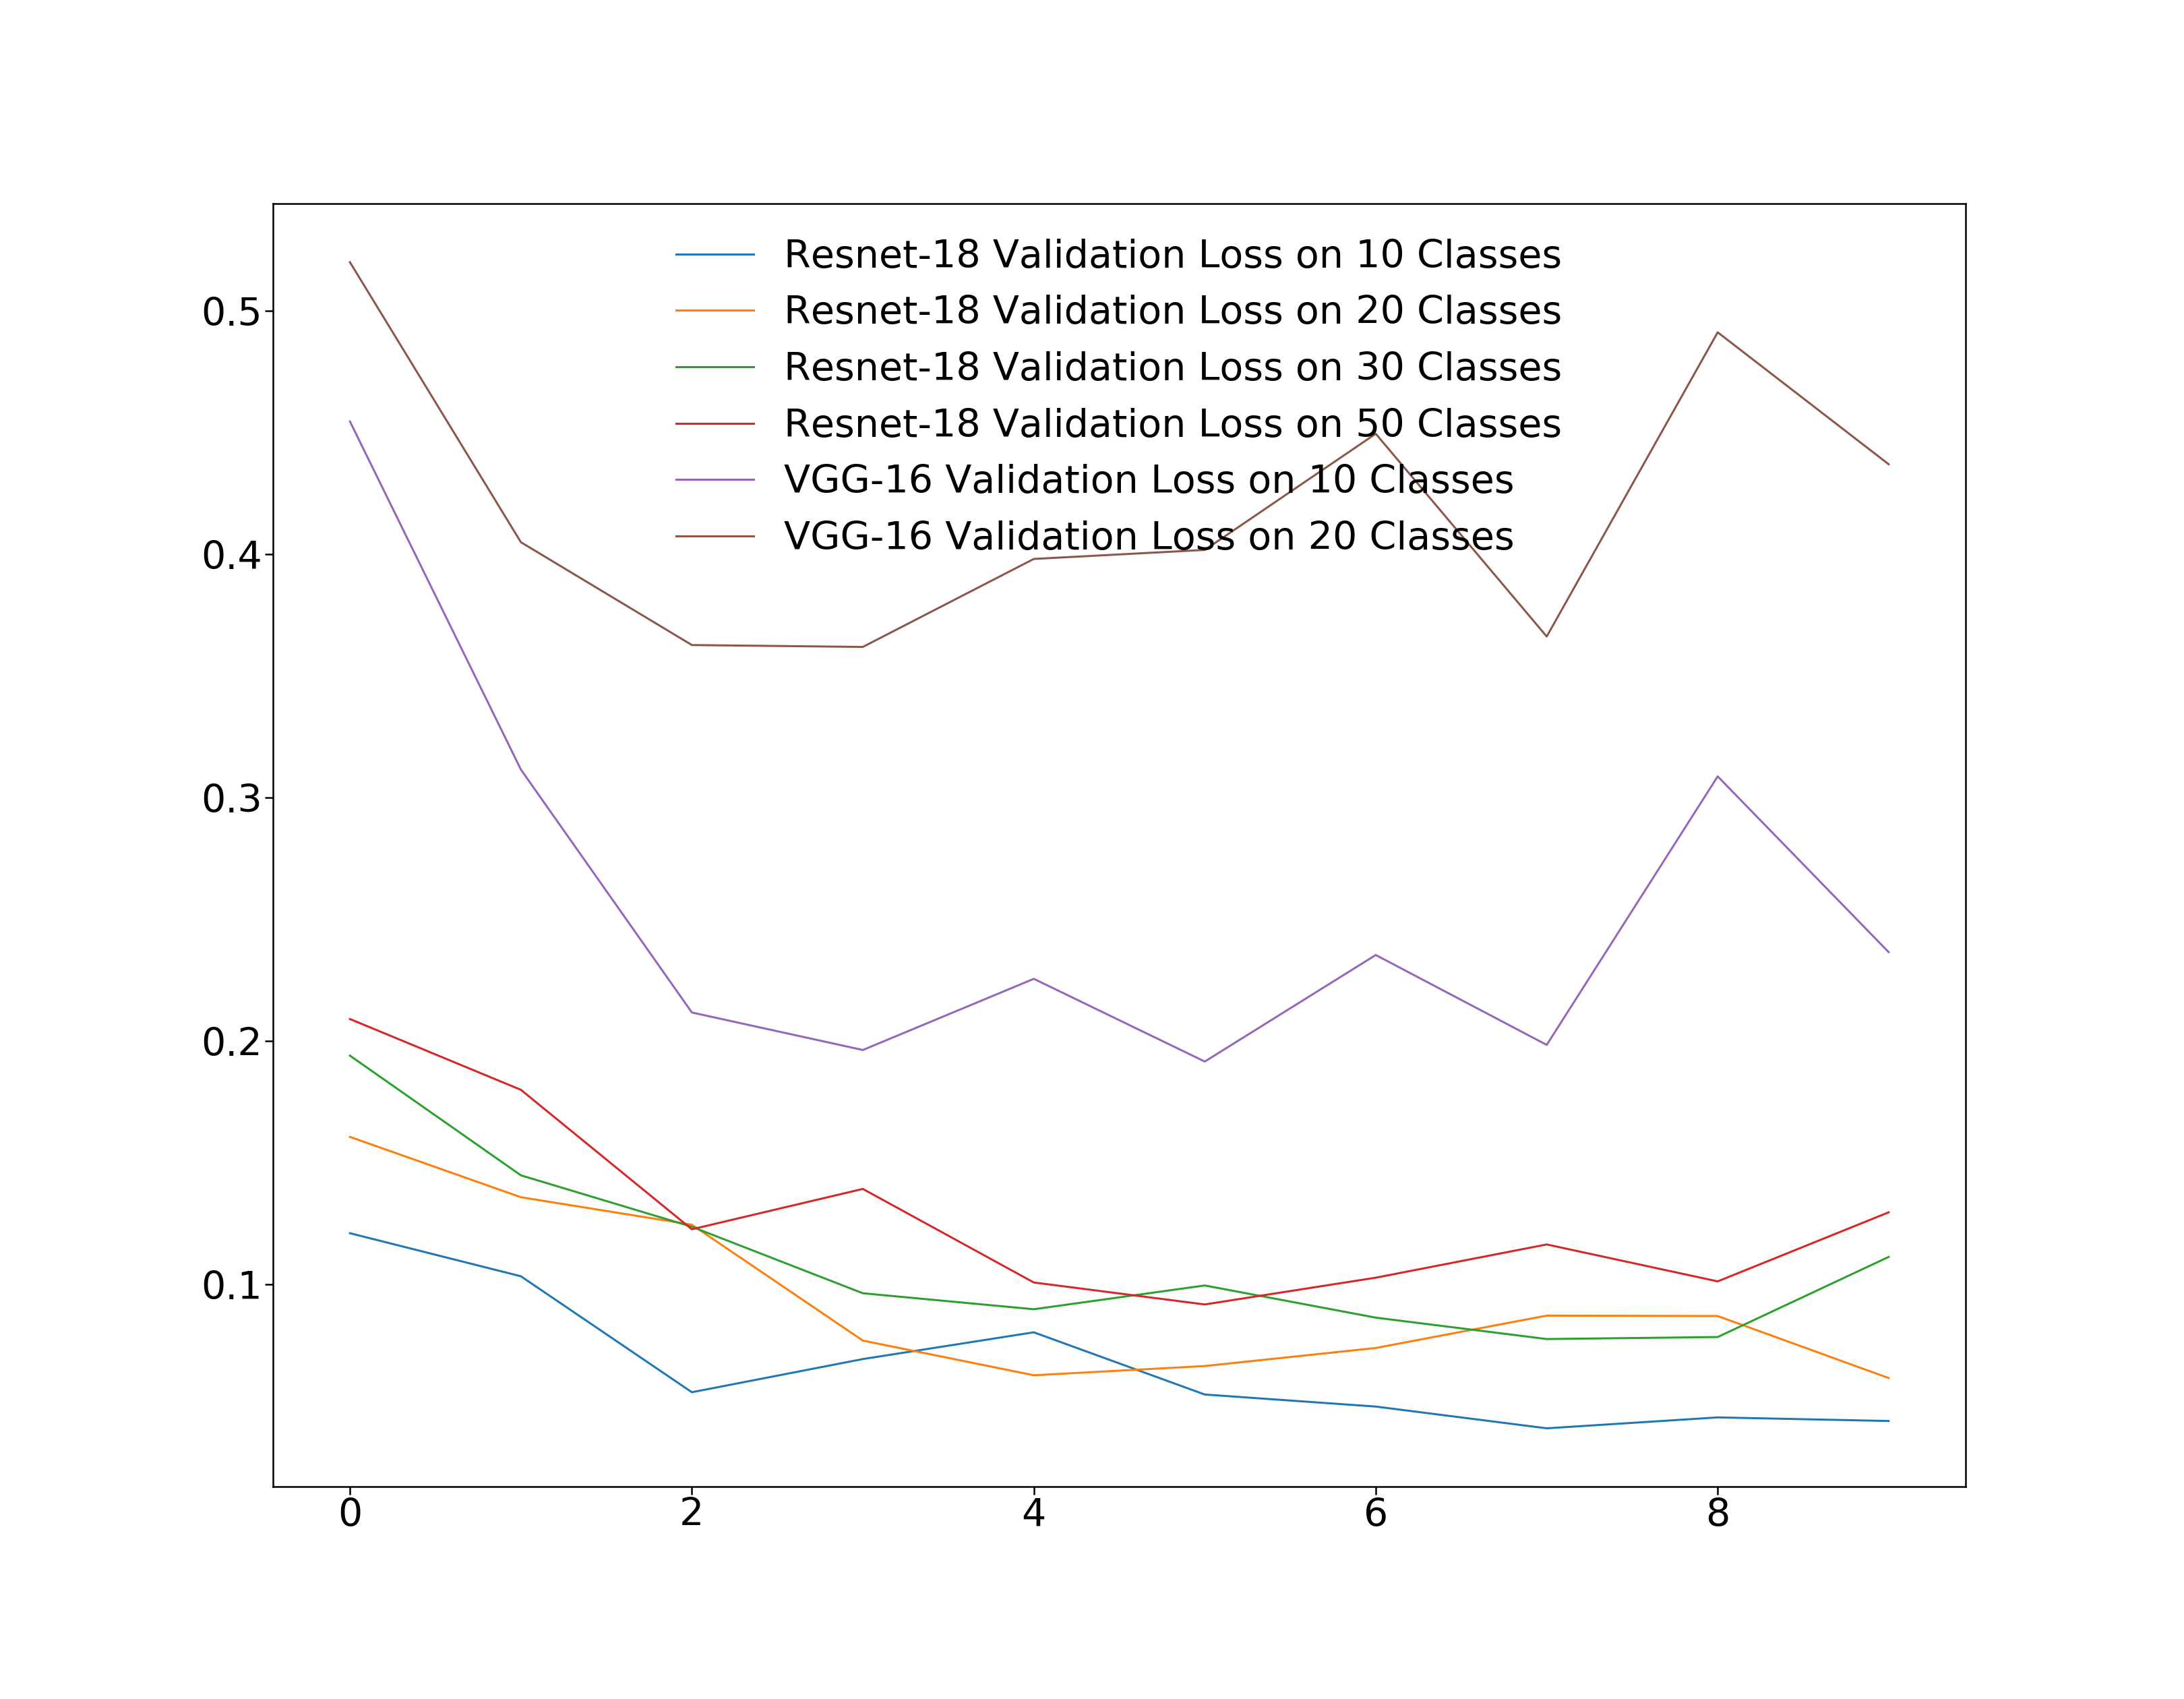 Resnet-18 Validation Loss on 10 Classes
Resnet-18 Validation Loss on 20 Classes
Resnet-18 Validation Loss on 30 Classes
Resnet-18 Validation Loss on 50 Classes
VGG-16 Validation Loss on 10 Classes
VGG-16 Validation Loss on 20 Classes
0.5
0.4
0.3
0.2
0.1
0 2 4 6 8